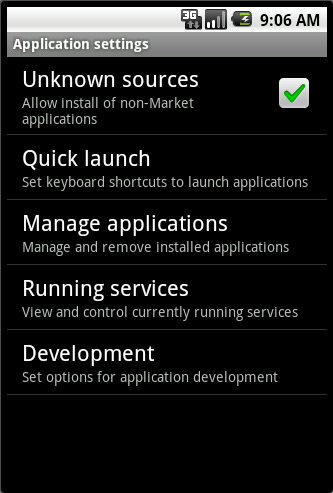 3G 9:06 AM
Application settings
Unknown sources
Allow install of non-Market
applications
Quick launch
Set keyboard shortcuts to launch applications
Manage applications
Manage and remove installed applications
Running services
View and control currently running services
Development
Set options for application development